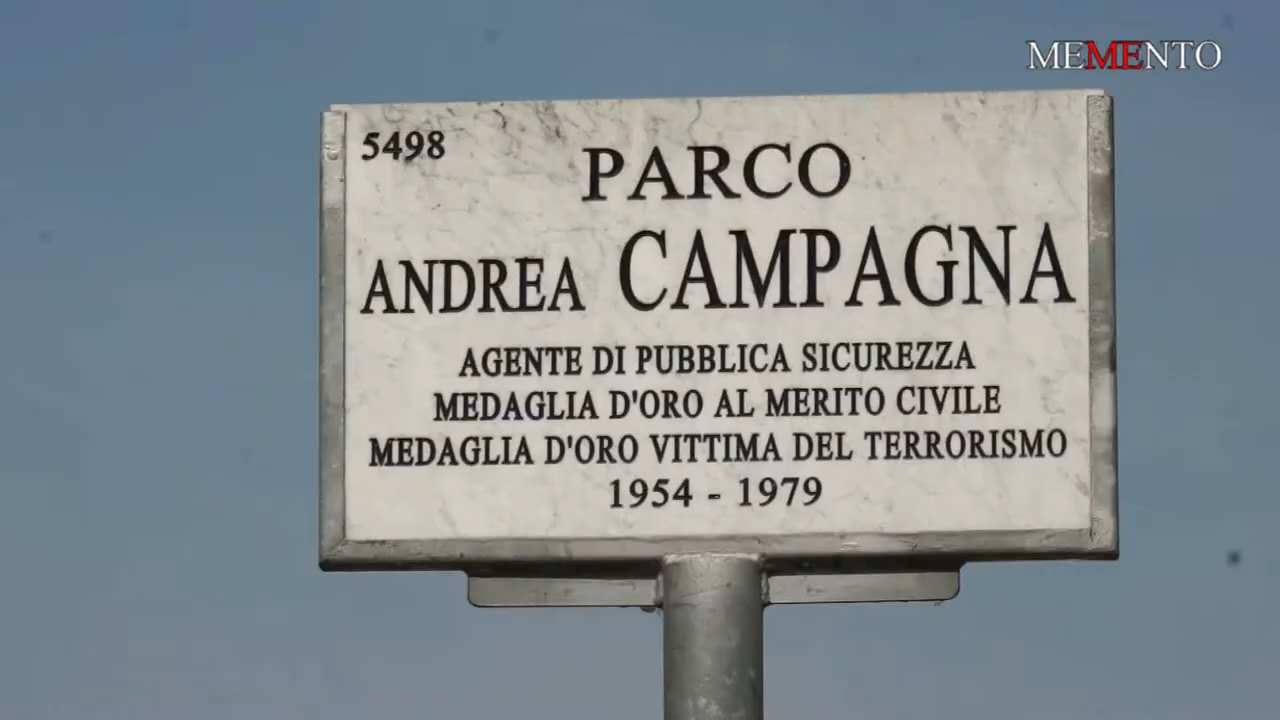 MEMENTO
5498
PARCO
ANDREA CAMPAGNA
AGENTE DI PUBBLICA SICUREZZA
MEDAGLIA D'ORO AL MERITO CIVILE
MEDAGLIA D'ORO VITTIMA DEL TERRORISMO
1954 - 1979